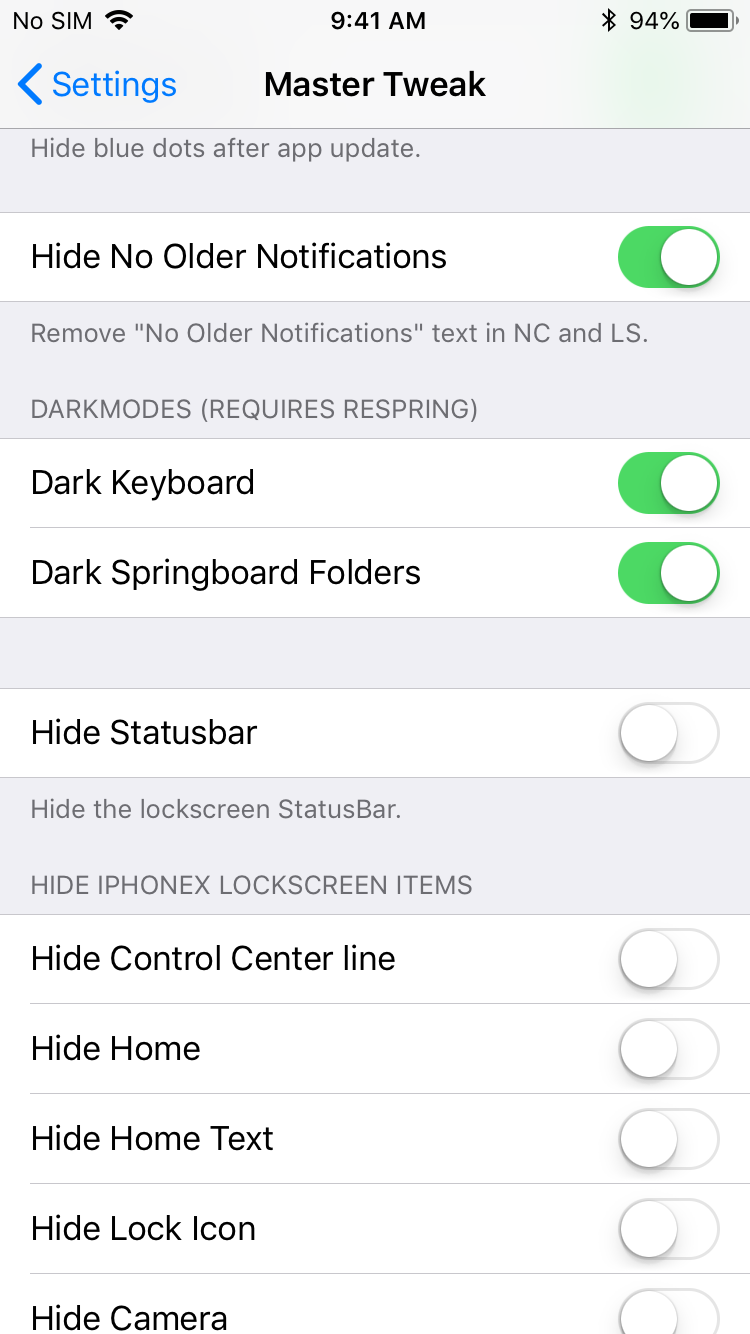 No SIM 9:41 AM 94%
Settings Master Tweak
Hide blue dots after app update.
Hide No Older Notifications
Remove "No Older Notifications" text in NC and LS.
DARKMODES (REQUIRES RESPRING)
Dark Keyboard
Dark Springboard Folders
Hide Statusbar
Hide the lockscreen StatusBar.
HIDE IPHONEX LOCKSCREEN ITEMS
Hide Control Center line
Hide Home
Hide Home Text
Hide Lock Icon
Hide Camera